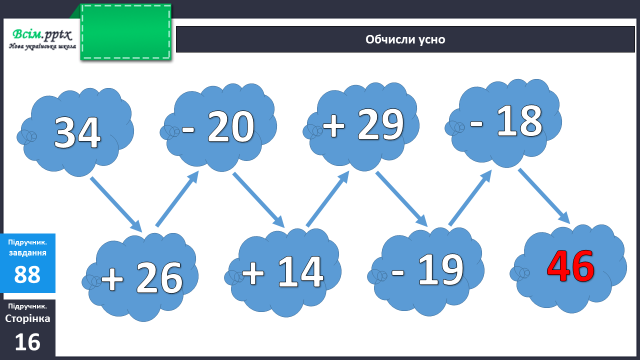 Всім.pptx
Нова українська школа
Обчисли усно
34
- 20
+ 29
- 18
+ 26
+ 14
- 19
46
Підручник.
завдання
88
Підручник.
Сторінка
16